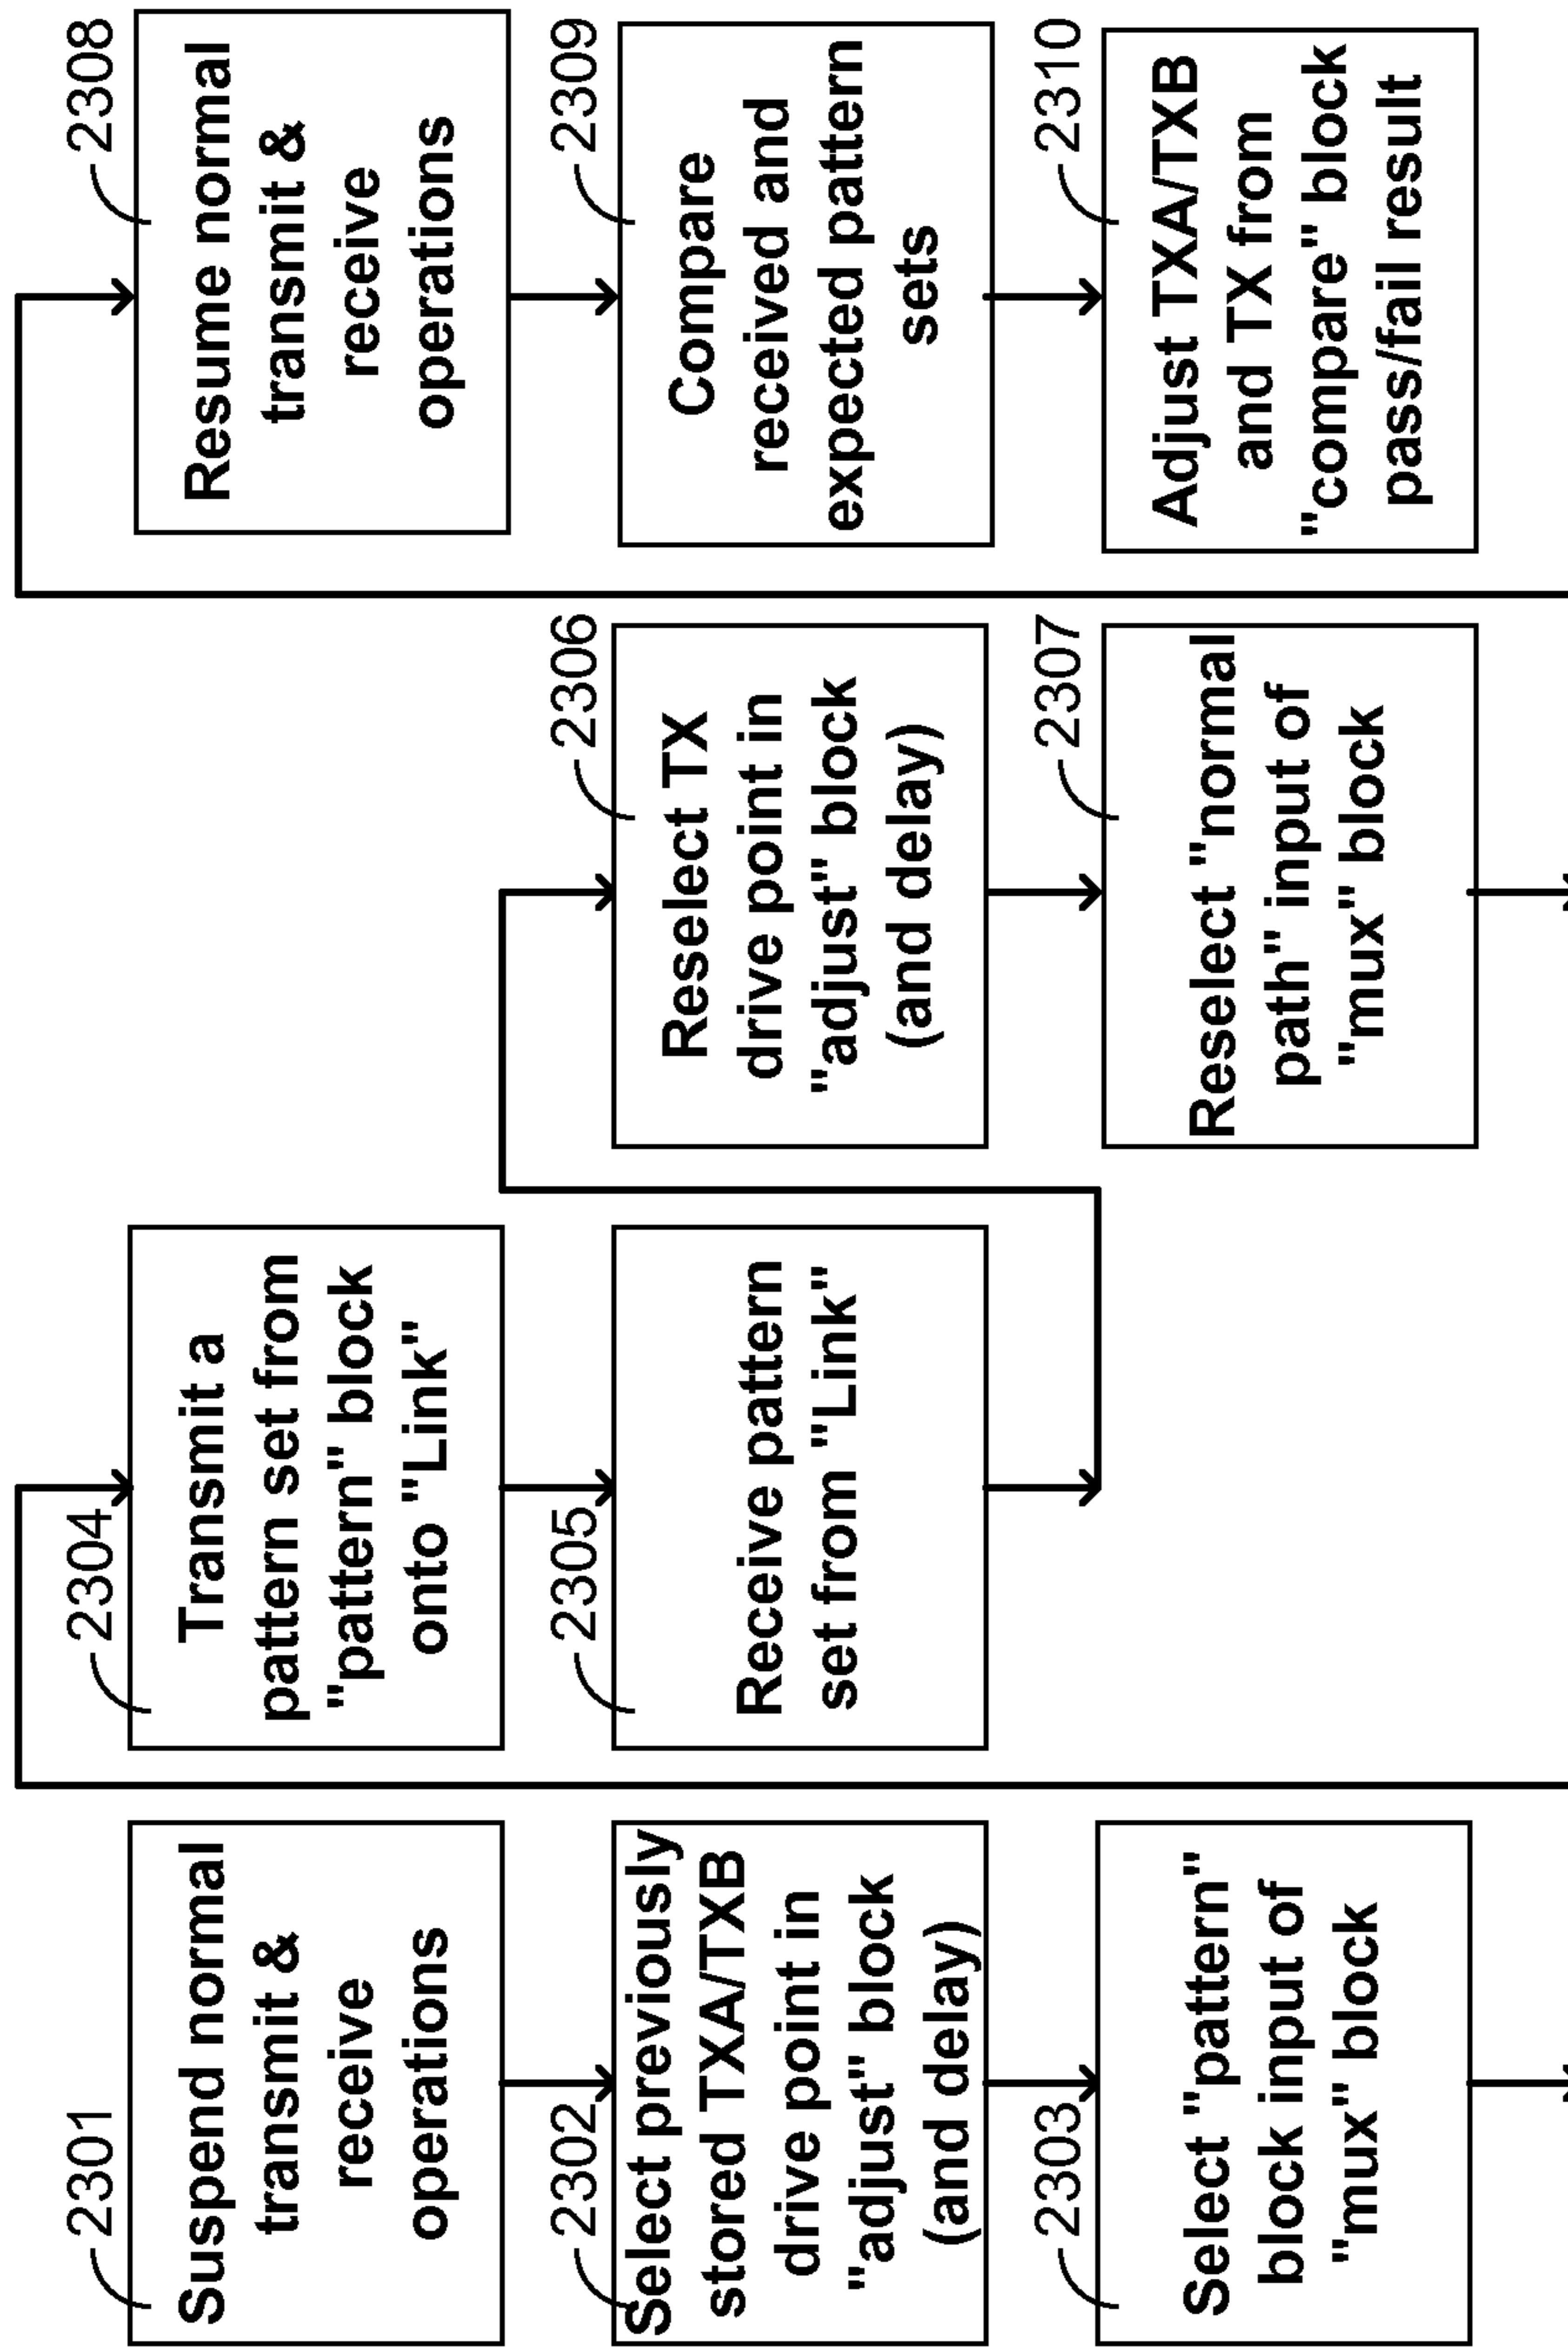 2301
Suspend normal
transmit &
receive
operations
2302
Select previously
stored TXA/TXB
drive point in
"adjust" block
(and delay)
2303
Select "pattern"
block input of
"mux" block
2304
Transmit a
pattern set from
"pattern" block
onto "Link"
2305
Receive pattern
set from "Link"
2306
Reselect TX
drive point in
"adjust" block
(and delay)
2307
Reselect "normal
path" input of
"mux" block
2308
Resume normal
transmit &
receive
operations
2309
Compare
received and
expected pattern
sets
2310
Adjust TXA/TXB
and TX from
"compare" block
pass/fail result